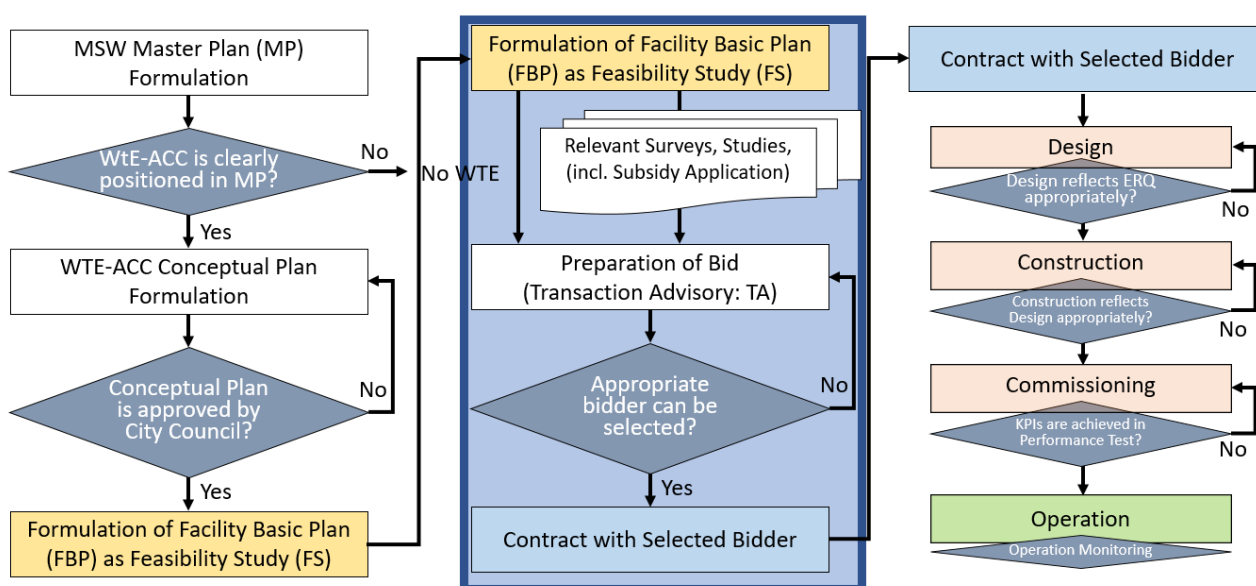 MSW Master Plan (MP)
Formulation
WtE-ACC is clearly
positioned in MP?
No
No WTE
Yes
WTE-ACC Conceptual Plan
Formulation
Conceptual Plan
is approved by
City Council?
No
Yes
Formulation of Facility Basic Plan
(FBP) as Feasibility Study (FS)
Formulation of Facility Basic Plan
(FBP) as Feasibility Study (FS)
Relevant Surveys, Studies,
(incl. Subsidy Application)
Preparation of Bid
(Transaction Advisory: TA)
Appropriate
bidder can be
selected?
No
Yes
Contract with Selected Bidder
Contract with Selected Bidder
Design
Design reflects ERQ
appropriately?
No
Construction
Construction reflects
Design appropriately?
No
Commissioning
KPIs are achieved in
Performance Test?
No
Operation
Operation Monitoring